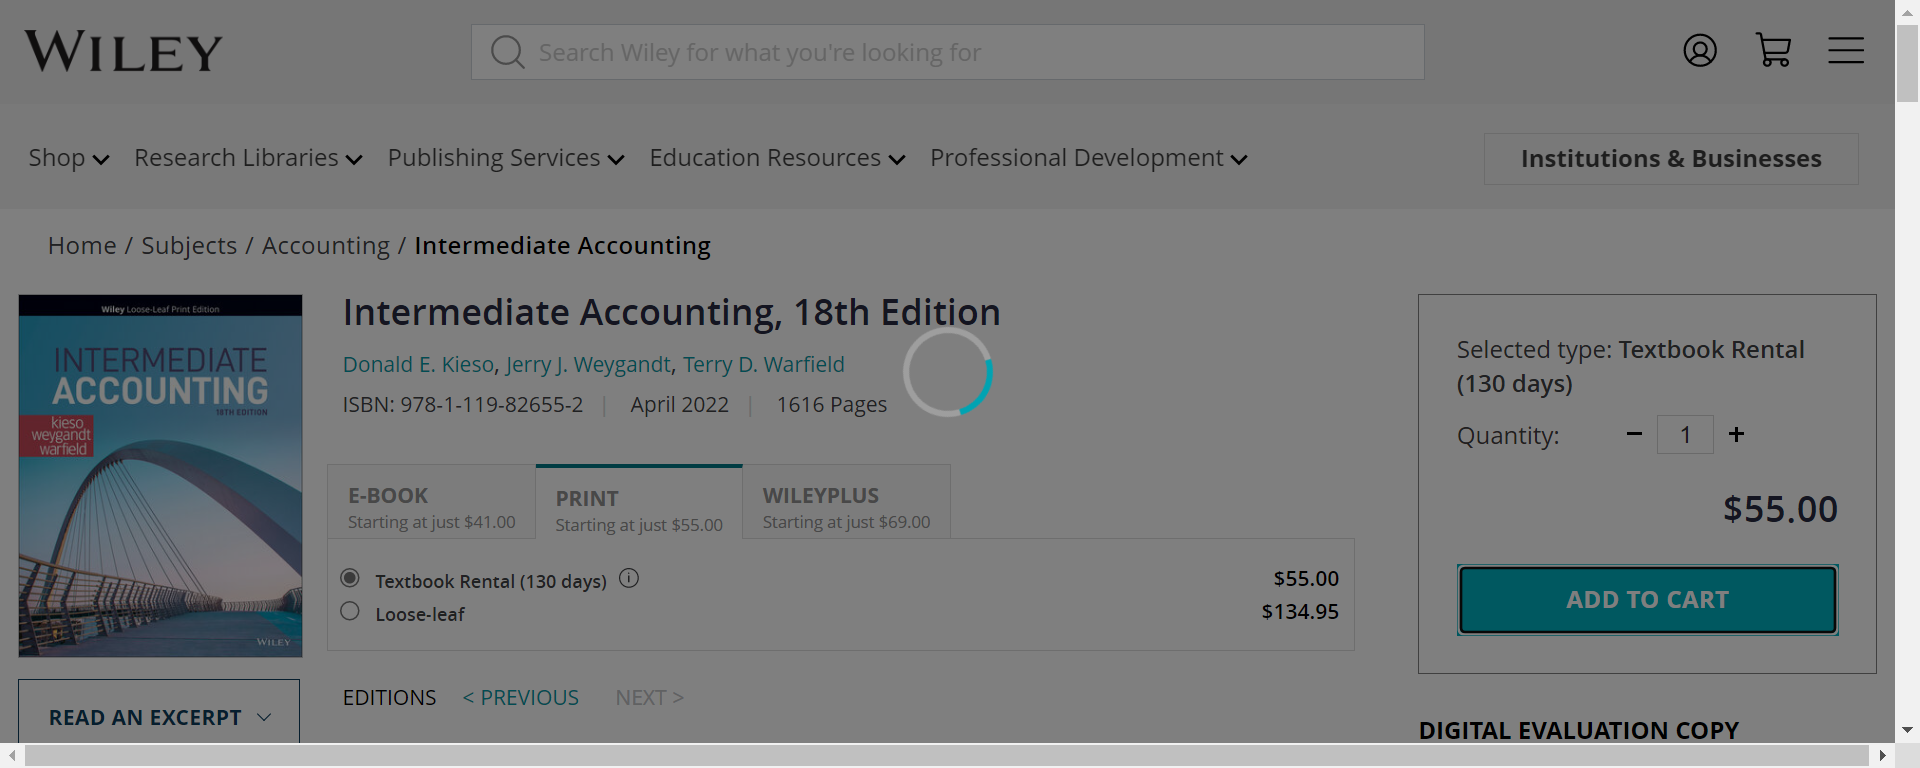 WILEY
Search Wiley for what you're looking for
Shop
Research Libraries
Publishing Services
Education Resources
Professional Development
Institutions & Businesses
Home / Subjects / Accounting / Intermediate Accounting
Wiley Loose-Leaf Print Edition
INTERMEDIATE
ACCOUNTING
18TH EDITION
kieso
weygandt
warfield
WILEY
READ AN EXCERPT
Intermediate Accounting, 18th Edition
Donald E. Kieso, Jerry J. Weygandt, Terry D. Warfield
ISBN: 978-1-119-82655-2 | April 2022 | 1616 Pages
E-BOOK
Starting at just $41.00
PRINT
Starting at just $55.00
WILEYPLUS
Starting at just $69.00
Textbook Rental (130 days) i $55.00
Loose-leaf $134.95
EDITIONS < PREVIOUS NEXT >
Selected type: Textbook Rental
(130 days)
Quantity: − 1 +
$55.00
ADD TO CART
DIGITAL EVALUATION COPY